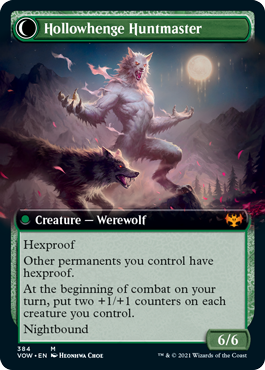 Hollowhenge Huntmaster
Creature — Werewolf
Hexproof
Other permanents you control have
hexproof.
At the beginning of combat on your
turn, put two +1/+1 counters on each
creature you control.
Nightbound
6/6
384 M
VOW • EN Heonhwa Choe
™ & © 2021 Wizards of the Coast